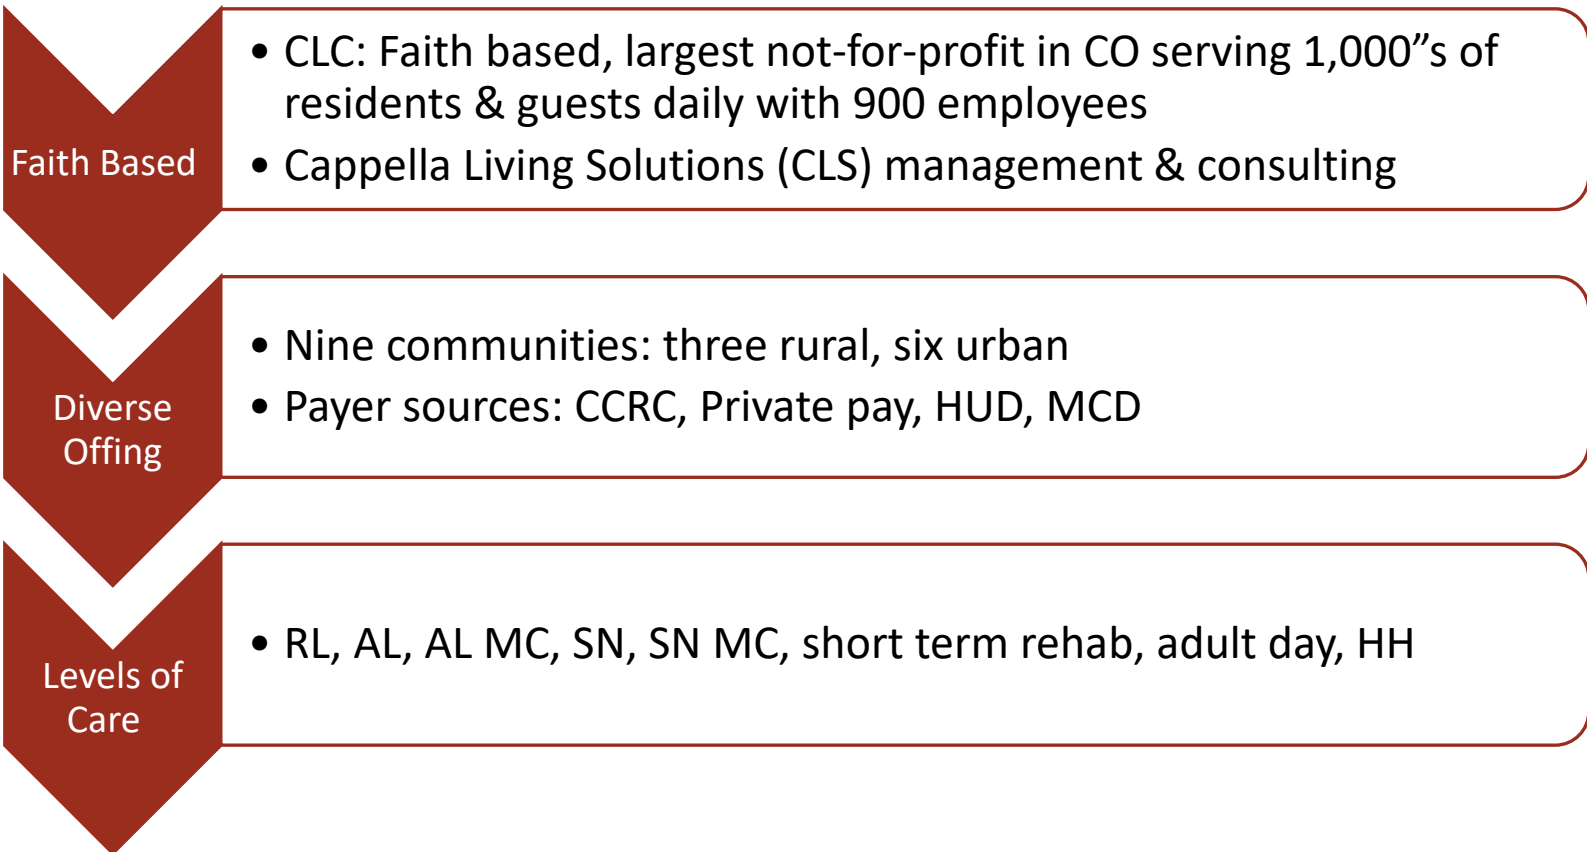 Faith Based
• CLC: Faith based, largest not-for-profit in CO serving 1,000”s of
residents & guests daily with 900 employees
• Cappella Living Solutions (CLS) management & consulting
Diverse
Offing
• Nine communities: three rural, six urban
• Payer sources: CCRC, Private pay, HUD, MCD
Levels of
Care
• RL, AL, AL MC, SN, SN MC, short term rehab, adult day, HH